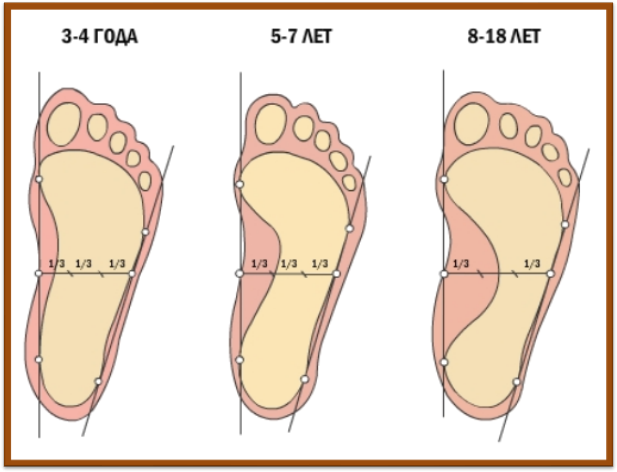 3-4 ГОДА
5-7 ЛЕТ
8-18 ЛЕТ
1/3 1/3 1/3
1/3 1/3 1/3
1/3 1/3